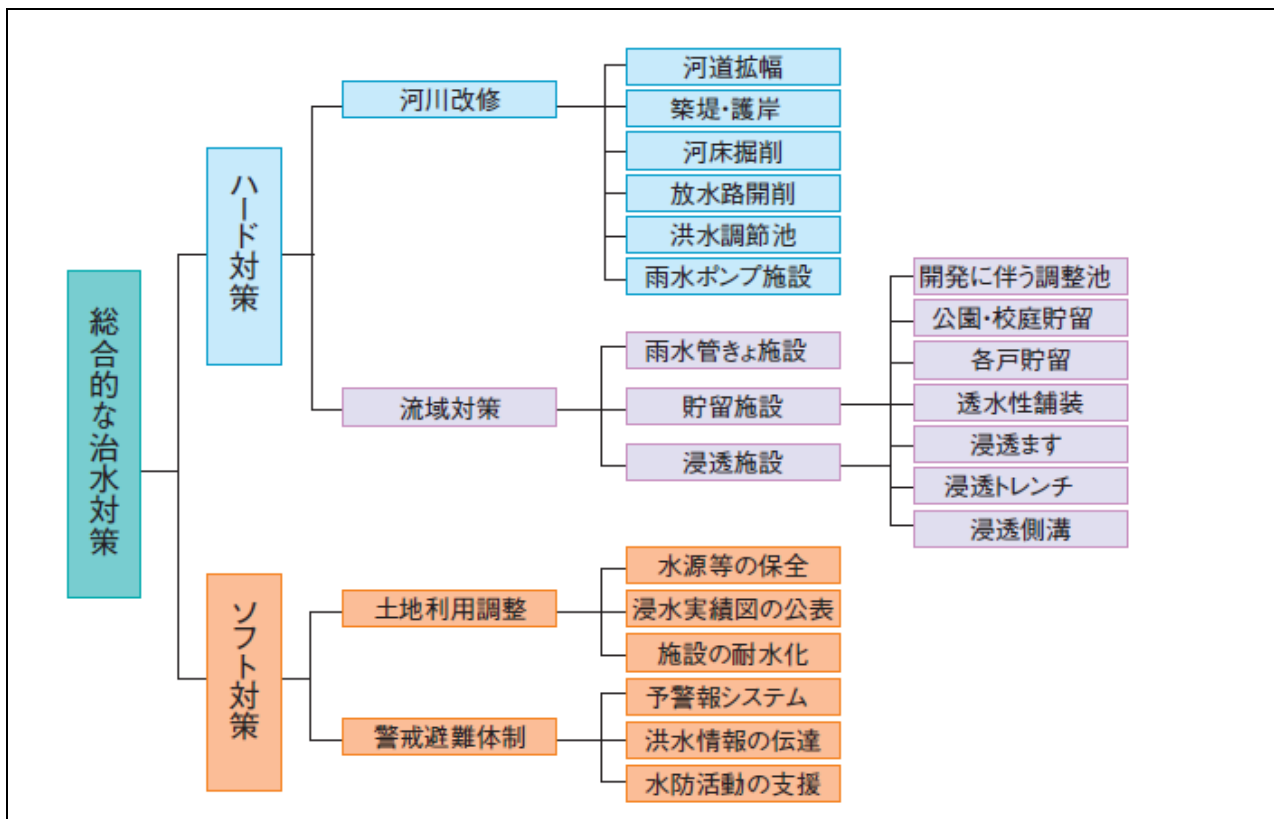 総合的な治水対策
ハード対策
河川改修
河道拡幅
築堤・護岸
河床掘削
放水路開削
洪水調節池
雨水ポンプ施設
流域対策
雨水管きょ施設
貯留施設
浸透施設
開発に伴う調整池
公園・校庭貯留
各戸貯留
透水性舗装
浸透ます
浸透トレンチ
浸透側溝
ソフト対策
土地利用調整
水源等の保全
浸水実績図の公表
施設の耐水化
警戒避難体制
予警報システム
洪水情報の伝達
水防活動の支援